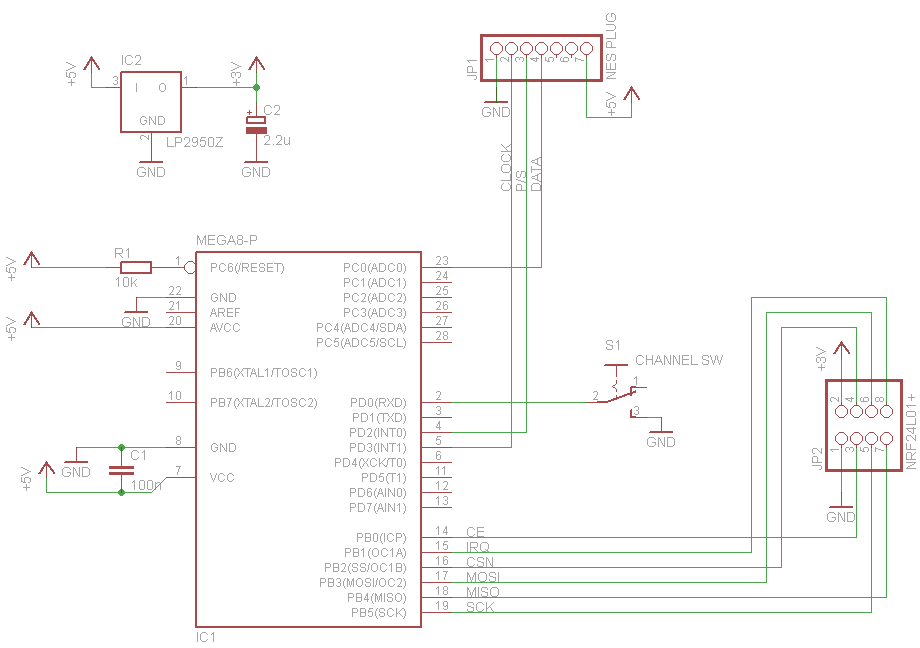 IC2
+5V
3
I
O
1
+3V
GND
2
LP2950Z
GND
+
C2
2.2u
GND
JP1
1
2
3
4
5
6
7
NES PLUG
GND
+5V
CLOCK
P/S
DATA
MEGA8-P
+5V
R1
10k
1
PC6(/RESET)
22
GND
GND
21
AREF
+5V
20
AVCC
9
PB6(XTAL1/TOSC1)
10
PB7(XTAL2/TOSC2)
8
GND
GND
C1
100n
+5V
7
VCC
PC0(ADC0)
23
PC1(ADC1)
24
PC2(ADC2)
25
PC3(ADC3)
26
PC4(ADC4/SDA)
27
PC5(ADC5/SCL)
28
PD0(RXD)
2
PD1(TXD)
3
PD2(INT0)
4
PD3(INT1)
5
PD4(XCK/T0)
6
PD5(T1)
11
PD6(AIN0)
12
PD7(AIN1)
13
PB0(ICP)
14
CE
PB1(OC1A)
15
IRQ
PB2(SS/OC1B)
16
CSN
PB3(MOSI/OC2)
17
MOSI
PB4(MISO)
18
MISO
PB5(SCK)
19
SCK
IC1
S1
CHANNEL SW
2
1
3
GND
+3V
2
4
6
8
JP2
1
3
5
7
NRF24L01+
GND